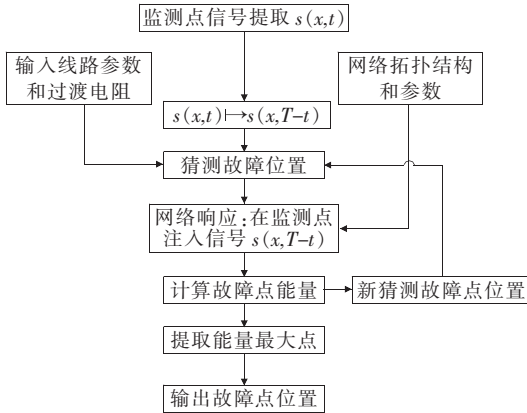 监测点信号提取 s(x,t)
输入线路参数
和过渡电阻
网络拓扑结构
和参数
s(x,t)↦s(x,T-t)
猜测故障位置
网络响应:在监测点
注入信号 s(x,T-t)
计算故障点能量
新猜测故障点位置
提取能量最大点
输出故障点位置